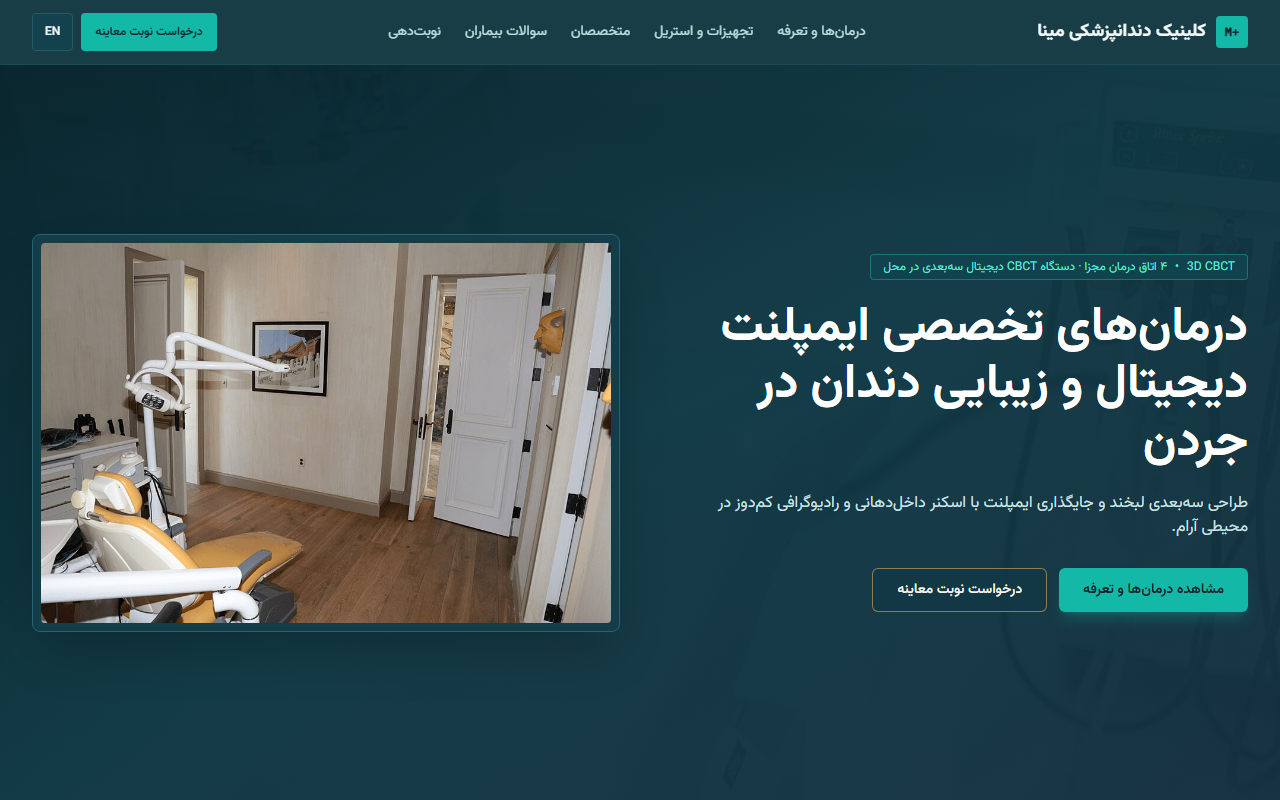 M+
کلینیک دندانپزشکی مینا
درمان‌ها و تعرفه
تجهیزات و استریل
متخصصان
سوالات بیماران
نوبت‌دهی
درخواست نوبت معاینه
EN
3D CBCT • ۴ اتاق درمان مجزا · دستگاه CBCT دیجیتال سه‌بعدی در محل
درمان‌های تخصصی ایمپلنت
دیجیتال و زیبایی دندان در
جردن
طراحی سه‌بعدی لبخند و جایگذاری ایمپلنت با اسکنر داخل‌دهانی و رادیوگرافی کم‌دوز در
محیطی آرام.
مشاهده درمان‌ها و تعرفه
درخواست نوبت معاینه